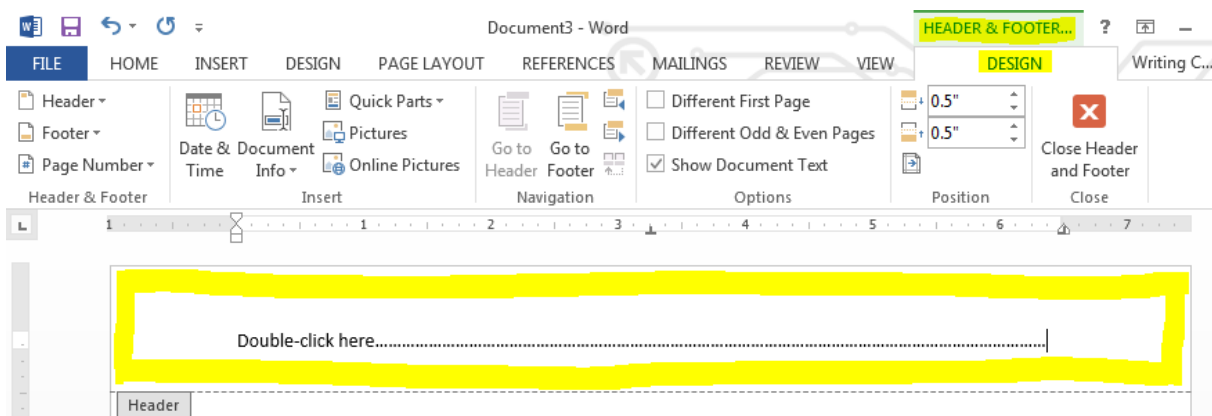 Document3 - Word
HEADER & FOOTER...
?
FILE HOME INSERT DESIGN PAGE LAYOUT REFERENCES MAILINGS REVIEW VIEW DESIGN Writing C...
Header
Footer
Page Number
Header & Footer
Date & Time
Document Info
Quick Parts
Pictures
Online Pictures
Insert
Go to Header
Go to Footer
Navigation
Different First Page
Different Odd & Even Pages
Show Document Text
Options
0.5"
0.5"
Position
Close Header
and Footer
Close
L
1 1 2 3 4 5 6 7
Double-click here.......................................................................................................................................
Header